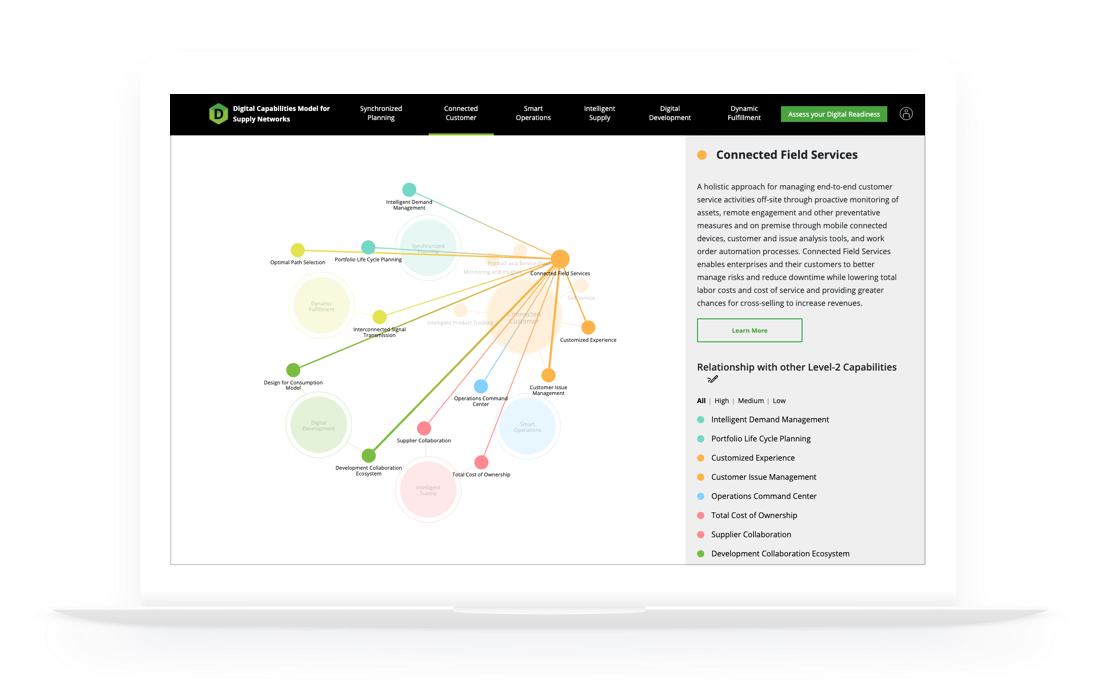 D
Digital Capabilities Model for
Supply Networks
Synchronized
Planning
Connected
Customer
Smart
Operations
Intelligent
Supply
Digital
Development
Dynamic
Fulfillment
Assess your Digital Readiness
Intelligent Demand
Management
Synchronized
Planning
Optimal Path Selection
Portfolio Life Cycle Planning
Product as a Service
Monitoring and
Connected Field Services
Self Service
Dynamic
Fulfillment
Intelligent Product Tracking
Connected
Customer
Interconnected Signal
Transmission
Customized Experience
Design for Consumption
Model
Customer Issue
Management
Operations Command
Center
Digital
Development
Smart
Operations
Supplier Collaboration
Development Collaboration
Ecosystem
Total Cost of Ownership
Intelligent
Supply
Connected Field Services
A holistic approach for managing end-to-end customer
service activities off-site through proactive monitoring of
assets, remote engagement and other preventative
measures and on premise through mobile connected
devices, customer and issue analysis tools, and work
order automation processes. Connected Field Services
enables enterprises and their customers to better
manage risks and reduce downtime while lowering total
labor costs and cost of service and providing greater
chances for cross-selling to increase revenues.
Learn More
Relationship with other Level-2 Capabilities
All | High | Medium | Low
Intelligent Demand Management
Portfolio Life Cycle Planning
Customized Experience
Customer Issue Management
Operations Command Center
Total Cost of Ownership
Supplier Collaboration
Development Collaboration Ecosystem